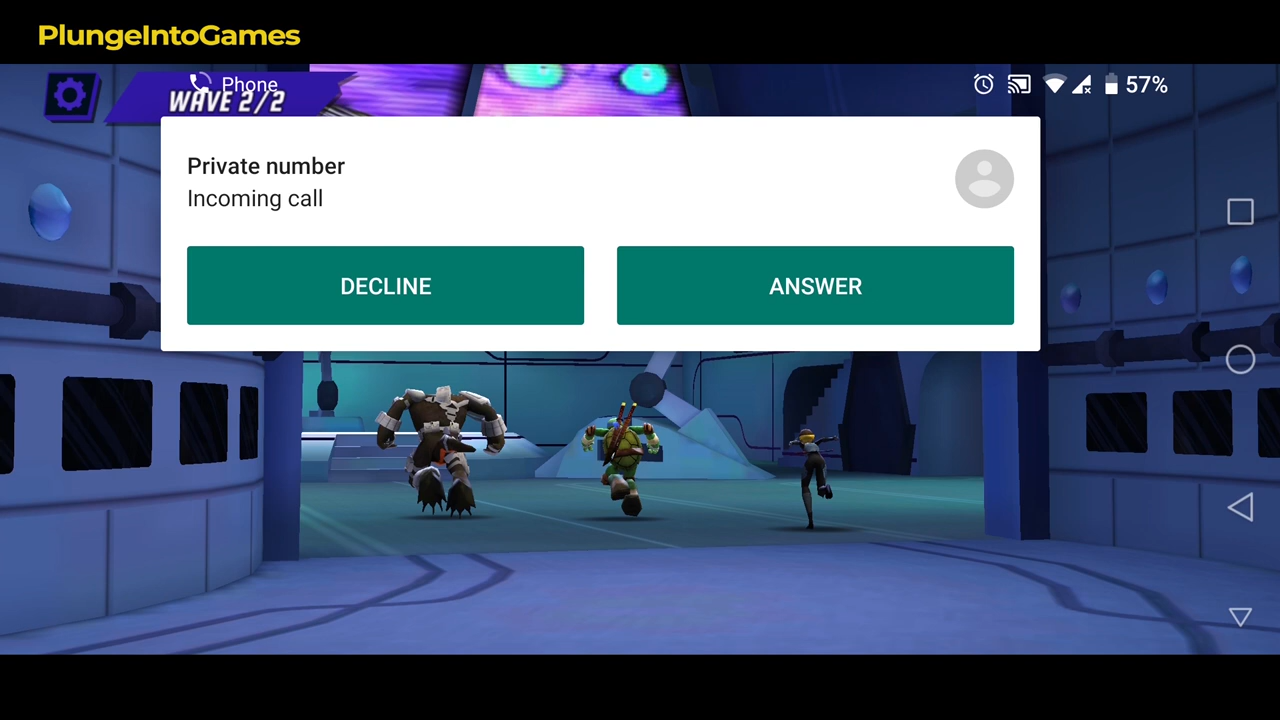 PlungeIntoGames
Phone
57%
WAVE 2/2
Private number
Incoming call
DECLINE
ANSWER